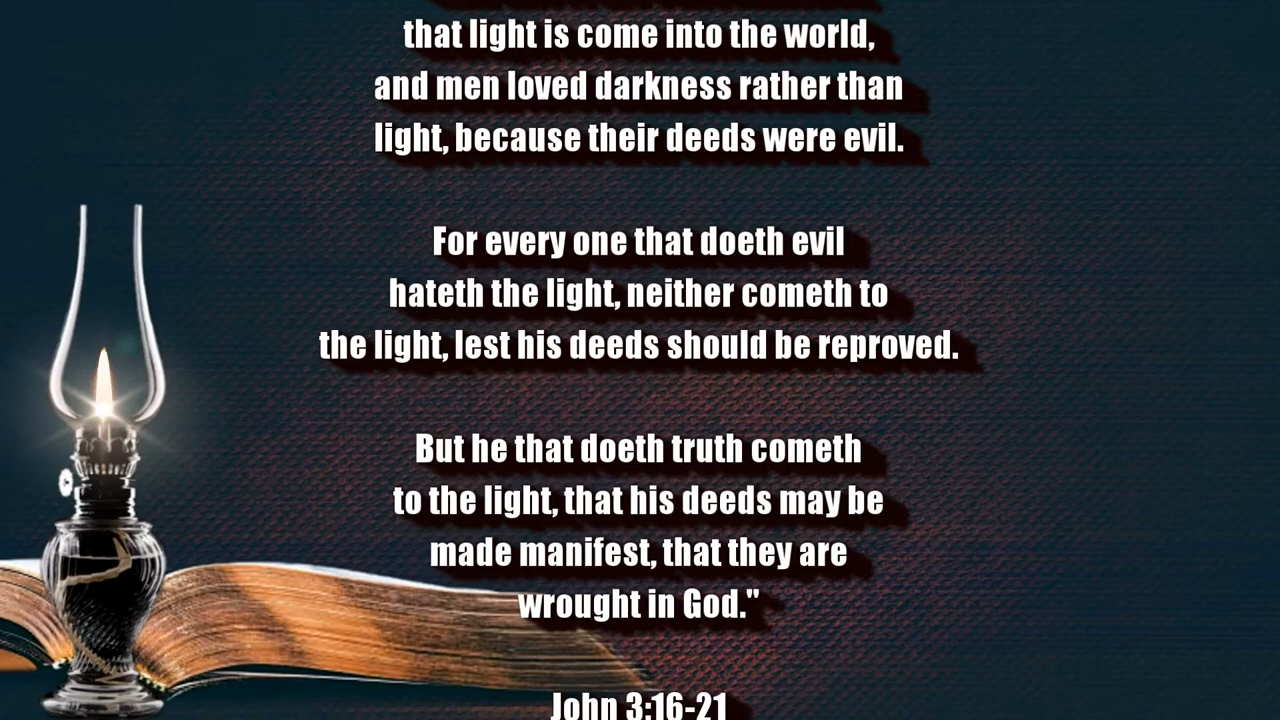 that light is come into the world,
and men loved darkness rather than
light, because their deeds were evil.
For every one that doeth evil
hateth the light, neither cometh to
the light, lest his deeds should be reproved.
But he that doeth truth cometh
to the light, that his deeds may be
made manifest, that they are
wrought in God."
John 3:16-21